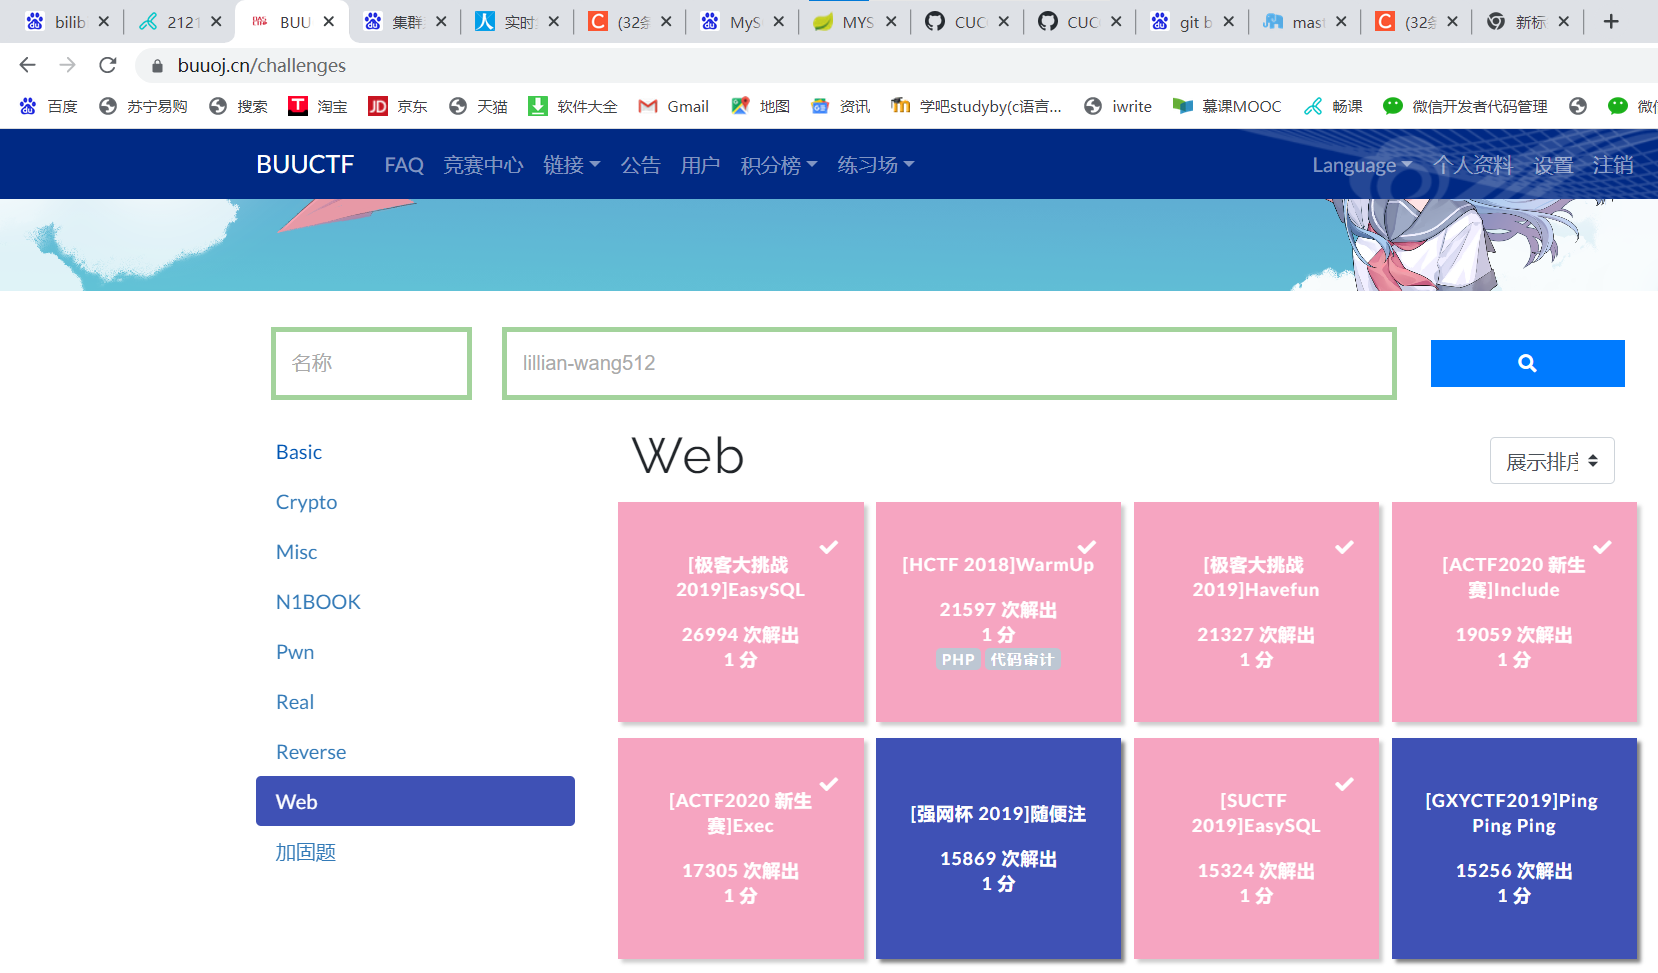 bilib 2121 BUU 集群 实时 (32条 MyS MYS CUC CUC git b mast (32条 新标
buuoj.cn/challenges
百度 苏宁易购 搜索 淘宝 京东 天猫 软件大全 Gmail 地图 资讯 学吧studyby(c语言... iwrite 慕课MOOC 畅课 微信开发者代码管理 微信
BUUCTF FAQ 竞赛中心 链接 公告 用户 积分榜 练习场 Language 个人资料 设置 注销
名称 lillian-wang512
Basic
Crypto
Misc
N1BOOK
Pwn
Real
Reverse
Web
加固题
Web 展示排序
[极客大挑战
2019]EasySQL
26994 次解出
1 分
[HCTF 2018]WarmUp
21597 次解出
1 分
PHP 代码审计
[极客大挑战
2019]Havefun
21327 次解出
1 分
[ACTF2020 新生
赛]Include
19059 次解出
1 分
[ACTF2020 新生
赛]Exec
17305 次解出
1 分
[强网杯 2019]随便注
15869 次解出
1 分
[SUCTF
2019]EasySQL
15324 次解出
1 分
[GXYCTF2019]Ping
Ping Ping
15256 次解出
1 分